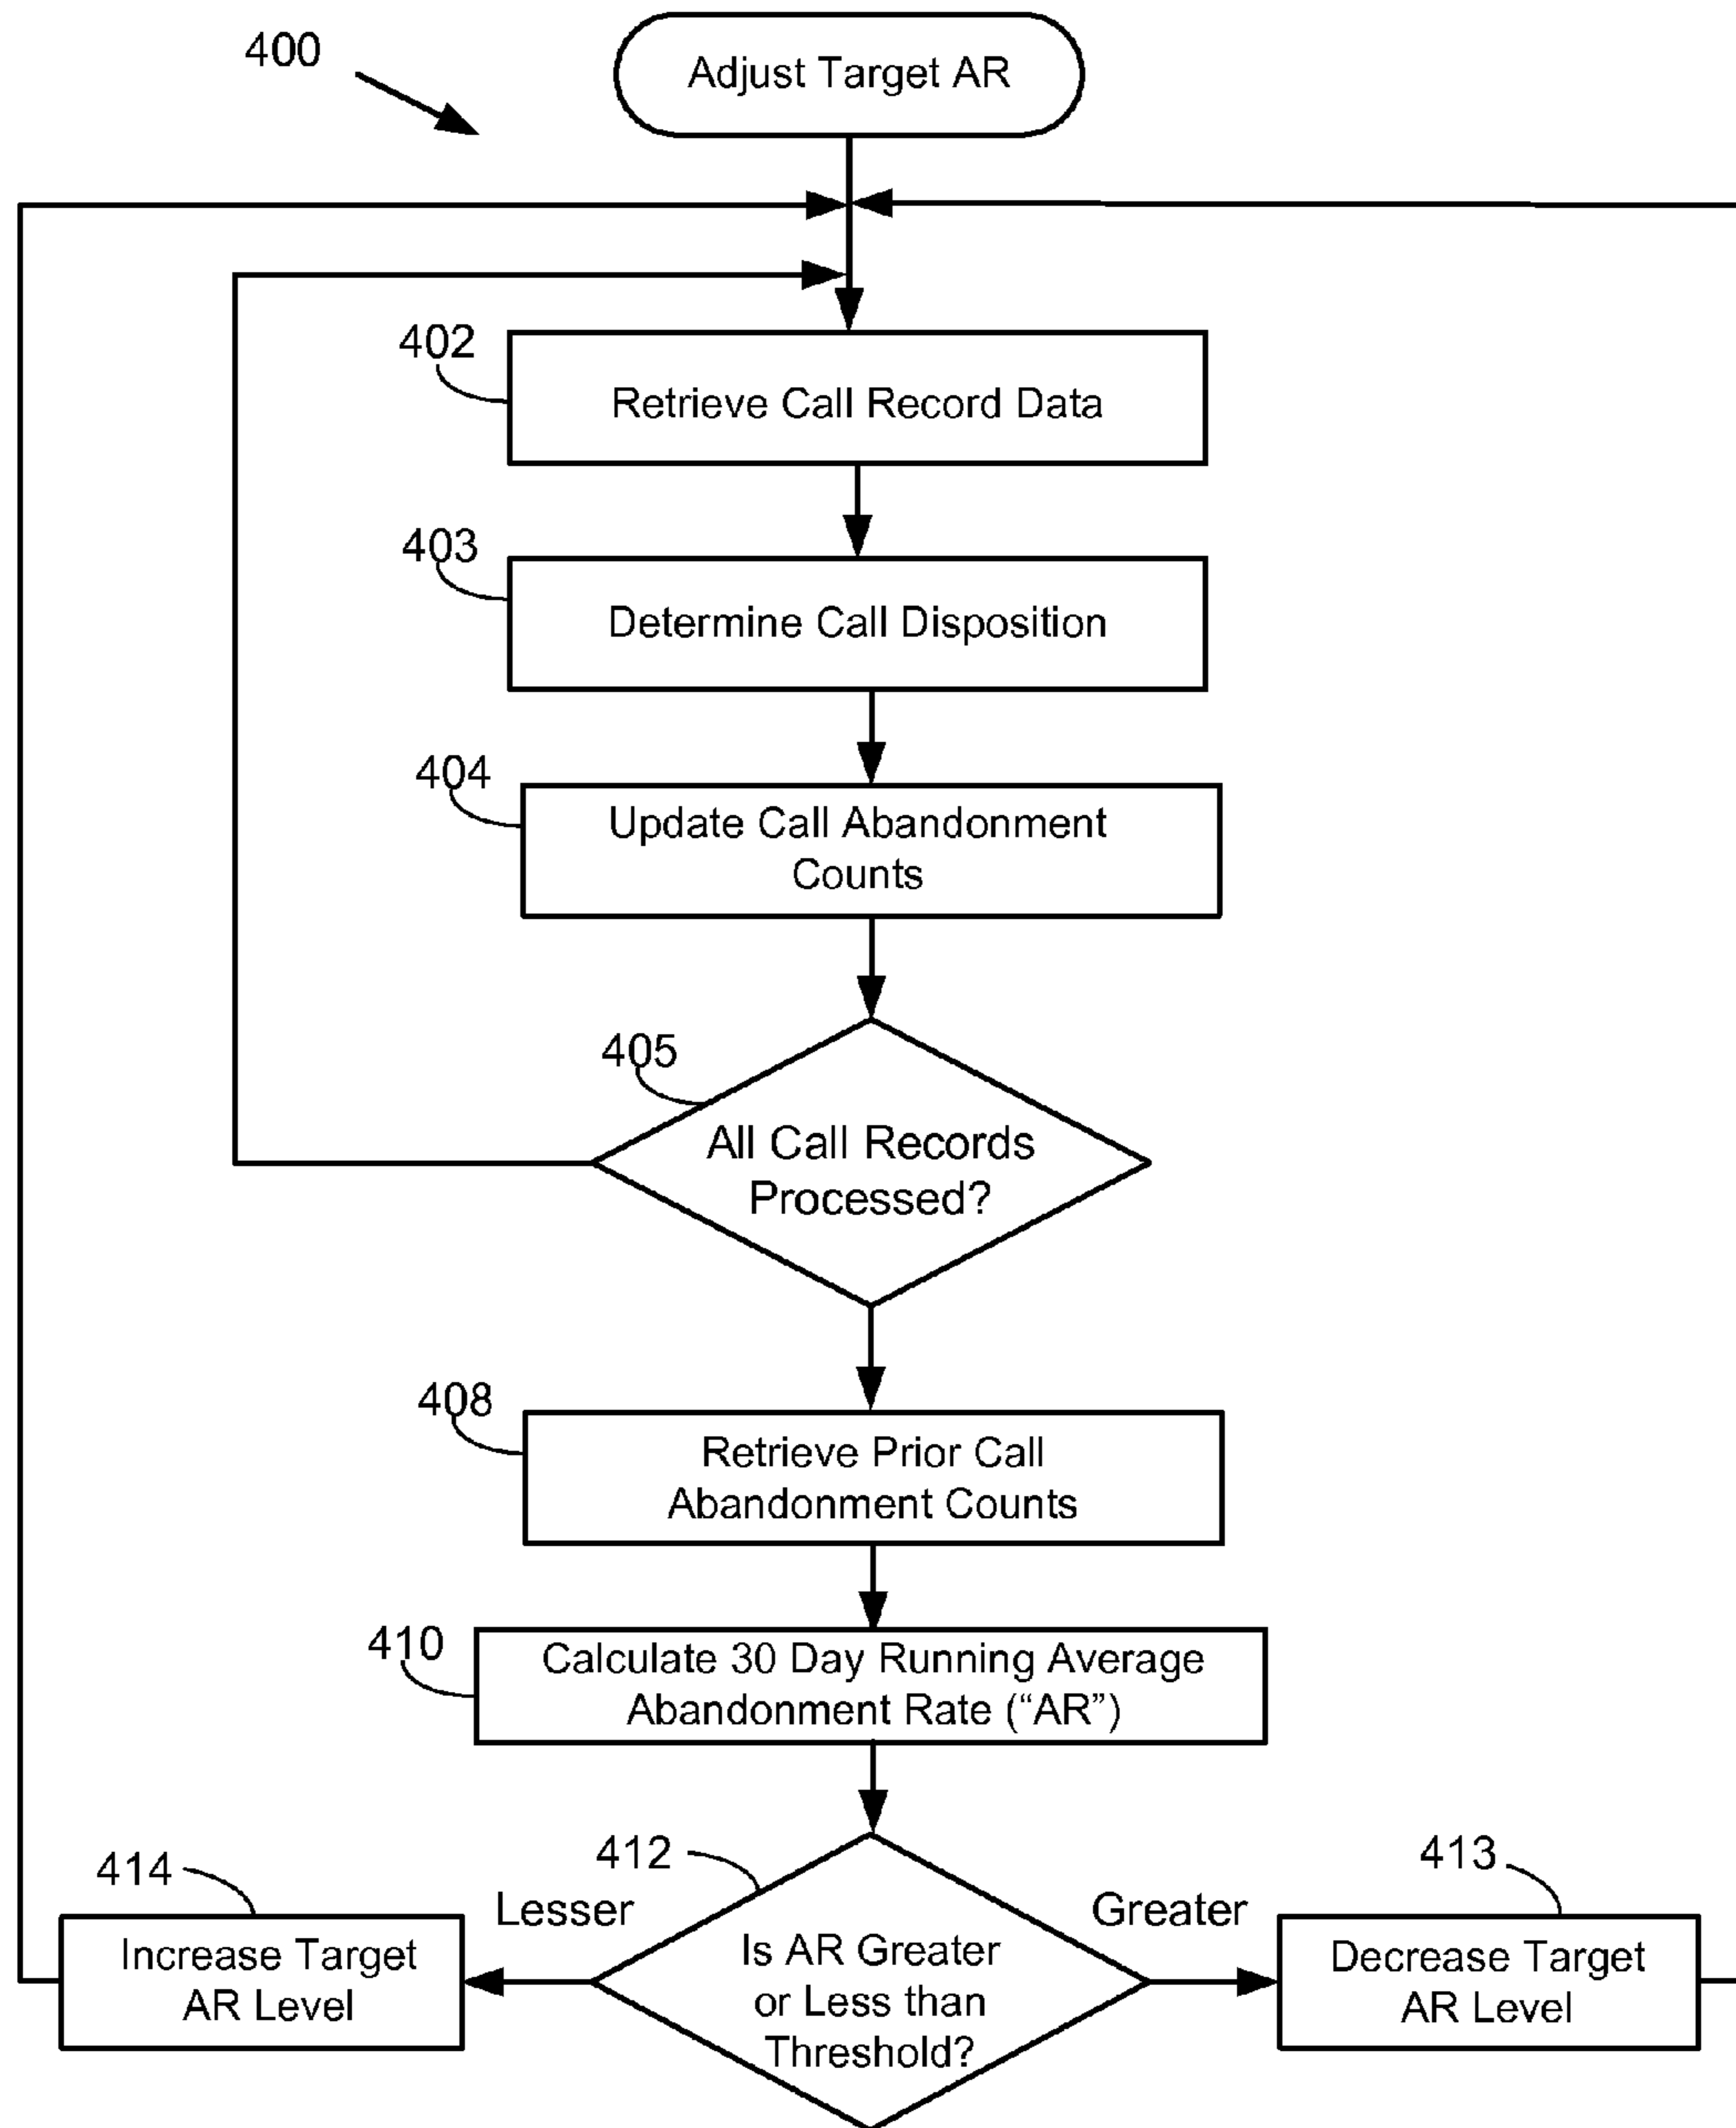 400
Adjust Target AR
402
Retrieve Call Record Data
403
Determine Call Disposition
404
Update Call Abandonment
Counts
405
All Call Records
Processed?
408
Retrieve Prior Call
Abandonment Counts
410
Calculate 30 Day Running Average
Abandonment Rate (“AR”)
414
412
413
Lesser
Greater
Increase Target
AR Level
Is AR Greater
or Less than
Threshold?
Decrease Target
AR Level